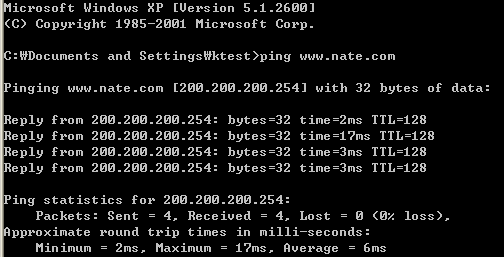 Microsoft Windows XP [Version 5.1.2600]
(C) Copyright 1985-2001 Microsoft Corp.
C:₩Documents and Settings₩ktest>ping www.nate.com
Pinging www.nate.com [200.200.200.254] with 32 bytes of data:
Reply from 200.200.200.254: bytes=32 time=2ms TTL=128
Reply from 200.200.200.254: bytes=32 time=17ms TTL=128
Reply from 200.200.200.254: bytes=32 time=3ms TTL=128
Reply from 200.200.200.254: bytes=32 time=3ms TTL=128
Ping statistics for 200.200.200.254:
Packets: Sent = 4, Received = 4, Lost = 0 (0% loss),
Approximate round trip times in milli-seconds:
Minimum = 2ms, Maximum = 17ms, Average = 6ms